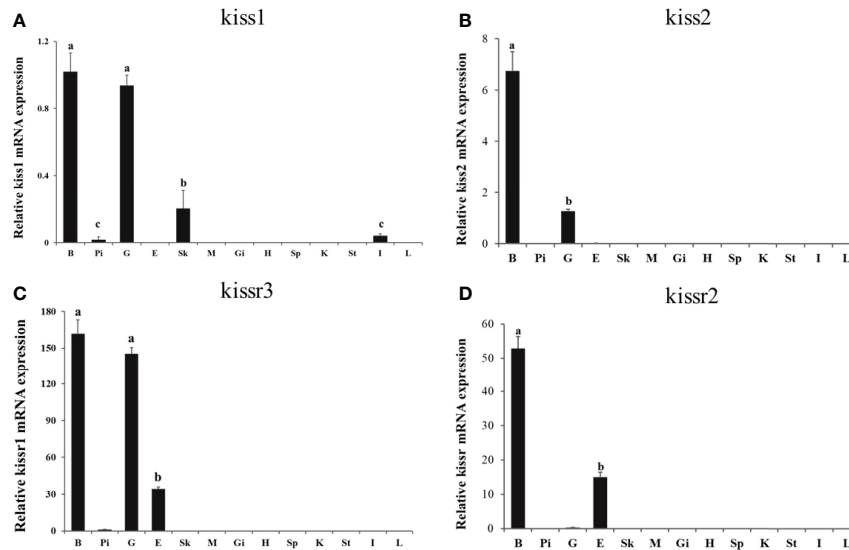 A
kiss1
Relative kiss1 mRNA expression
1.2
0.8
0.4
0
a
c
a
b
c
B Pi G E Sk M Gi H Sp K St I L
B
kiss2
Relative kiss2 mRNA expression
8
6
4
2
0
a
b
B Pi G E Sk M Gi H Sp K St I L
C
kissr3
Relative kissr1 mRNA expression
180
150
120
90
60
30
0
a
a
b
B Pi G E Sk M Gi H Sp K St I L
D
kissr2
Relative kissr mRNA expression
60
50
40
30
20
10
0
a
b
B Pi G E Sk M Gi H Sp K St I L